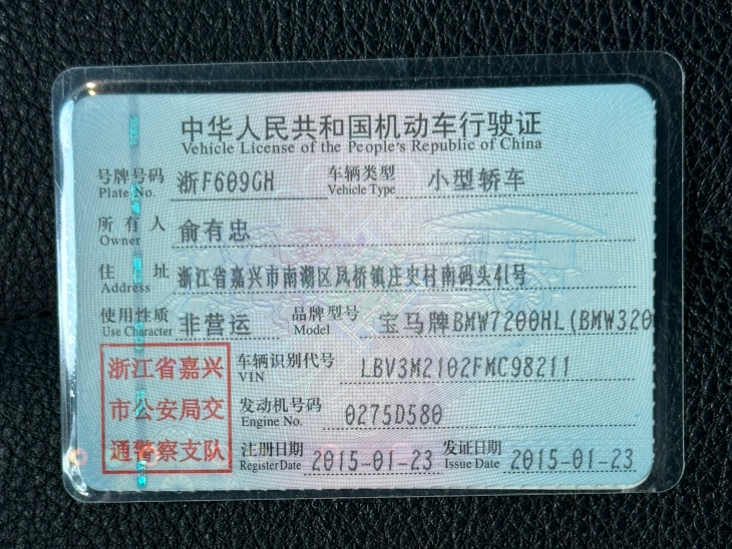 中华人民共和国机动车行驶证
Vehicle License of the People's Republic of China
号牌号码 浙F609GH 车辆类型 小型轿车
Plate No. Vehicle Type
所有人 俞有忠
Owner
住址 浙江省嘉兴市南湖区凤桥镇庄史村南码头41号
Address
使用性质 非营运 品牌型号 宝马牌BMW7200HL(BMW320
Use Character Model
浙江省嘉兴 车辆识别代号 LBV3M2102FMC98211
VIN
市公安局交 发动机号码 0275D580
Engine No.
通警察支队 注册日期 2015-01-23 发证日期 2015-01-23
Register Date Issue Date